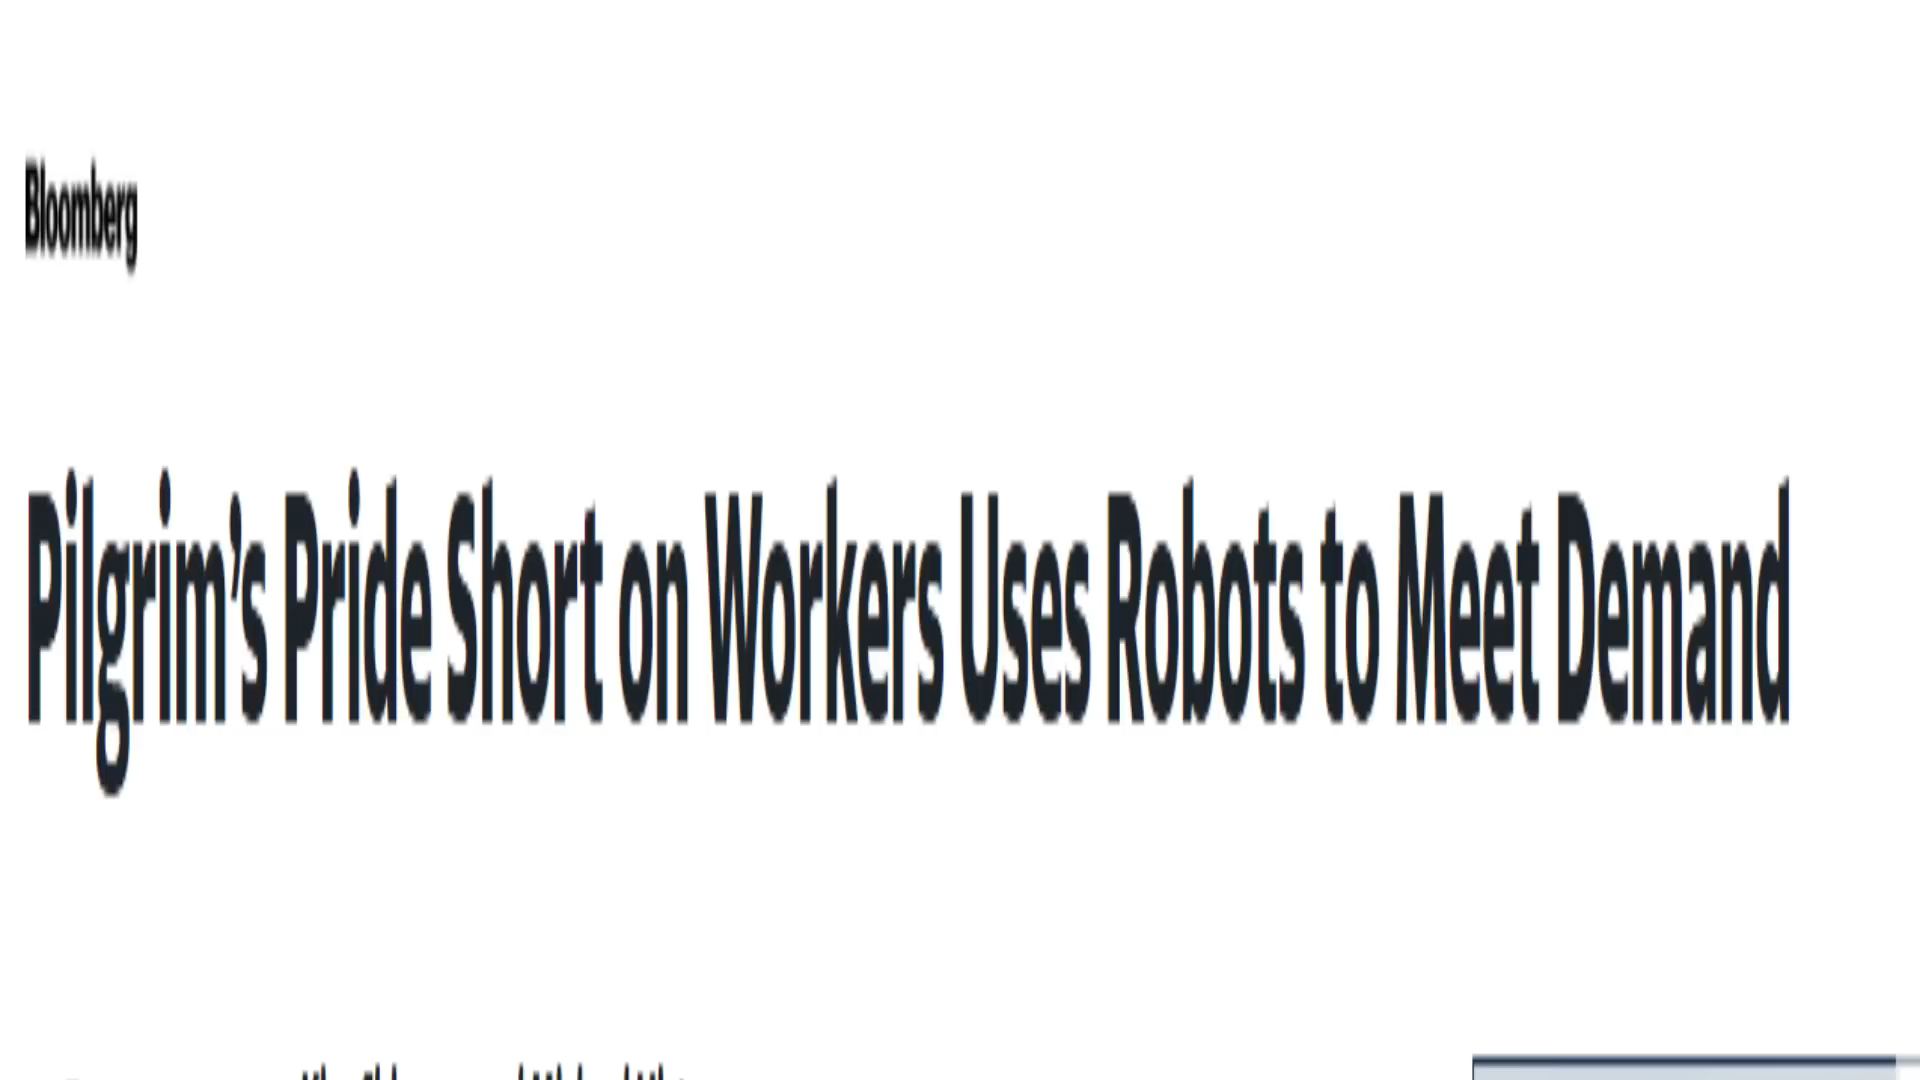 Bloomberg
Pilgrim’s Pride Short on Workers Uses Robots to Meet Demand